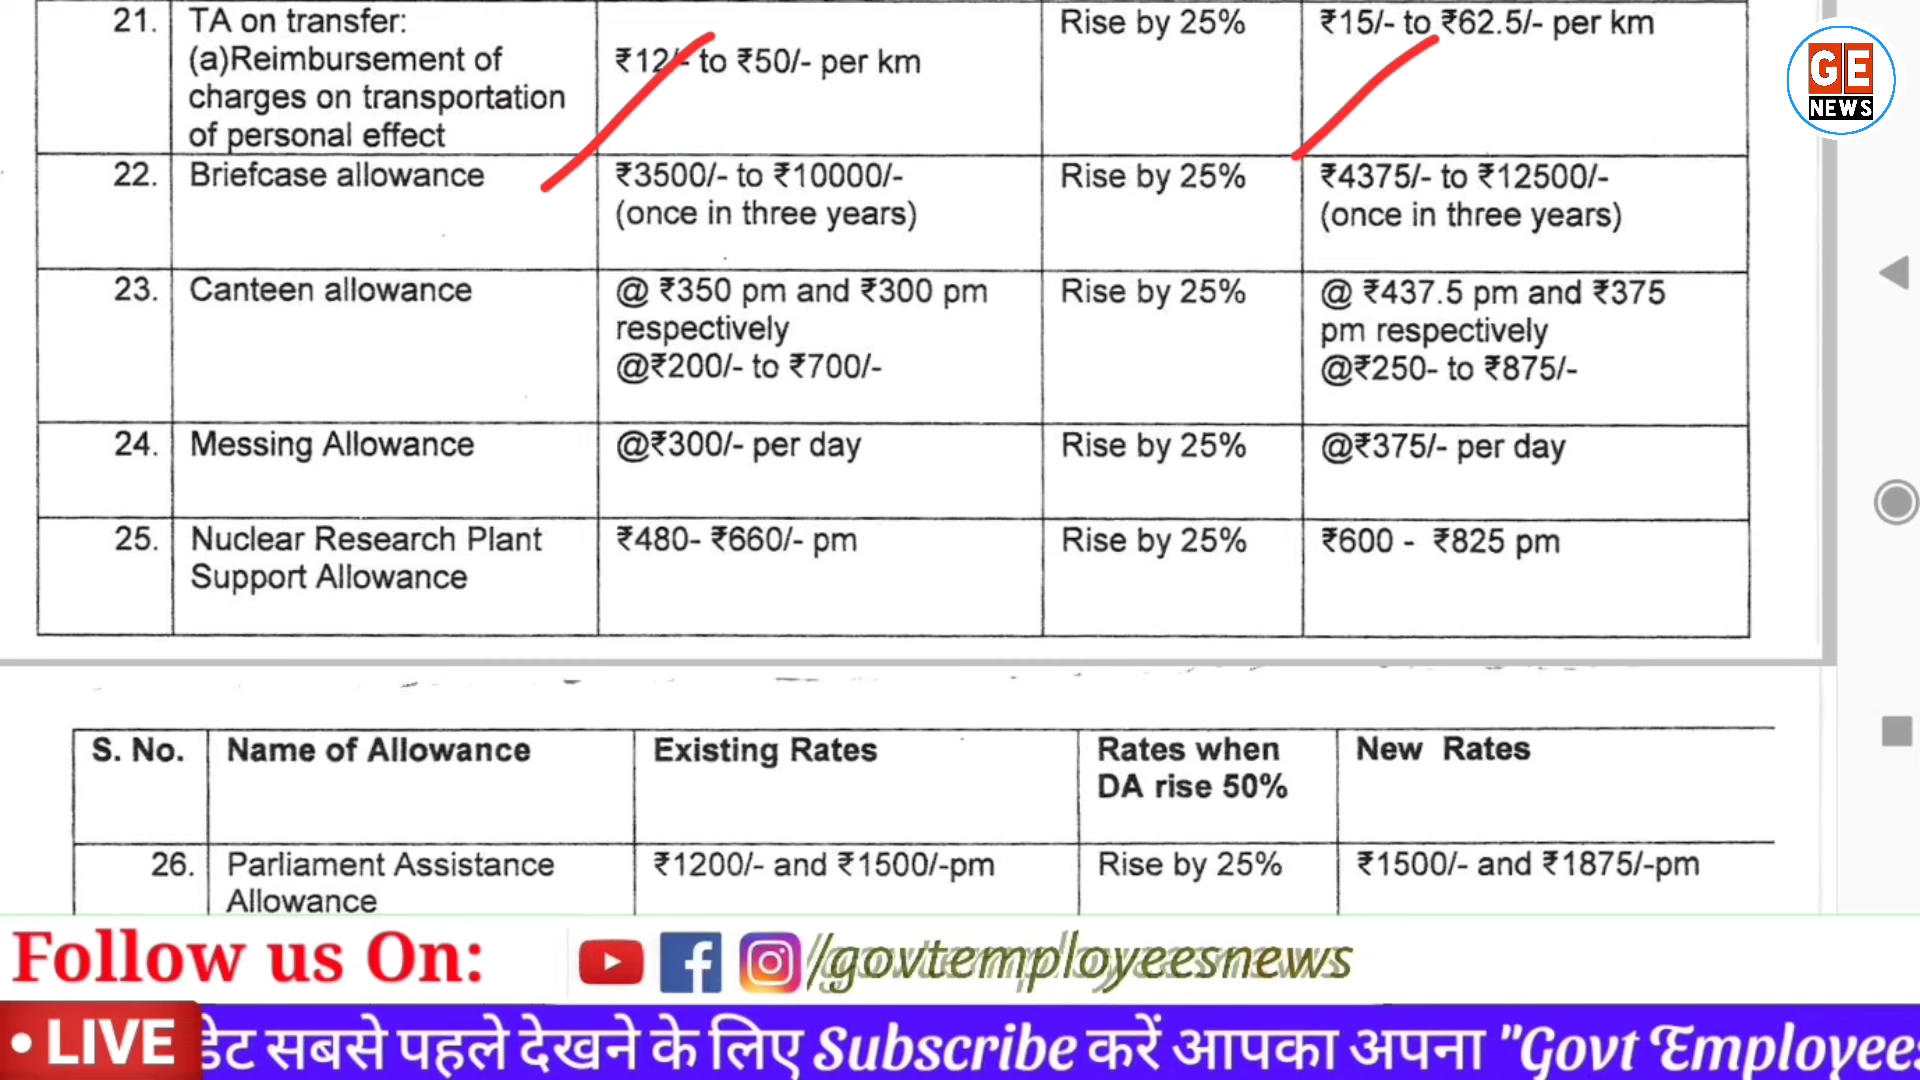 21. TA on transfer: Rise by 25% ₹15/- to ₹62.5/- per km
(a)Reimbursement of ₹12/- to ₹50/- per km
charges on transportation
of personal effect
22. Briefcase allowance ₹3500/- to ₹10000/- Rise by 25% ₹4375/- to ₹12500/-
(once in three years) (once in three years)
23. Canteen allowance @ ₹350 pm and ₹300 pm Rise by 25% @ ₹437.5 pm and ₹375
respectively pm respectively
@₹200/- to ₹700/- @₹250- to ₹875/-
24. Messing Allowance @₹300/- per day Rise by 25% @₹375/- per day
25. Nuclear Research Plant ₹480- ₹660/- pm Rise by 25% ₹600 - ₹825 pm
Support Allowance
S. No. Name of Allowance Existing Rates Rates when New Rates
DA rise 50%
26. Parliament Assistance ₹1200/- and ₹1500/-pm Rise by 25% ₹1500/- and ₹1875/-pm
Allowance
GE
NEWS
Follow us On: /govtemployeesnews
• LIVE सबसे पहले देखने के लिए Subscribe करें आपका अपना "Govt Employees